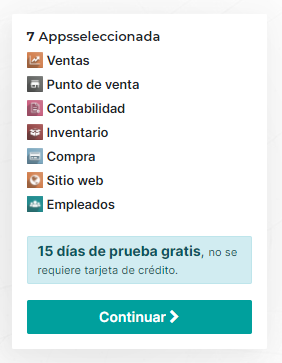 7 Appsseleccionada
Ventas
Punto de venta
Contabilidad
Inventario
Compra
Sitio web
Empleados
15 días de prueba gratis, no se
requiere tarjeta de crédito.
Continuar